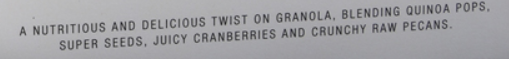 A NUTRITIOUS AND DELICIOUS TWIST ON GRANOLA, BLENDING QUINOA POPS,
SUPER SEEDS, JUICY CRANBERRIES AND CRUNCHY RAW PECANS.